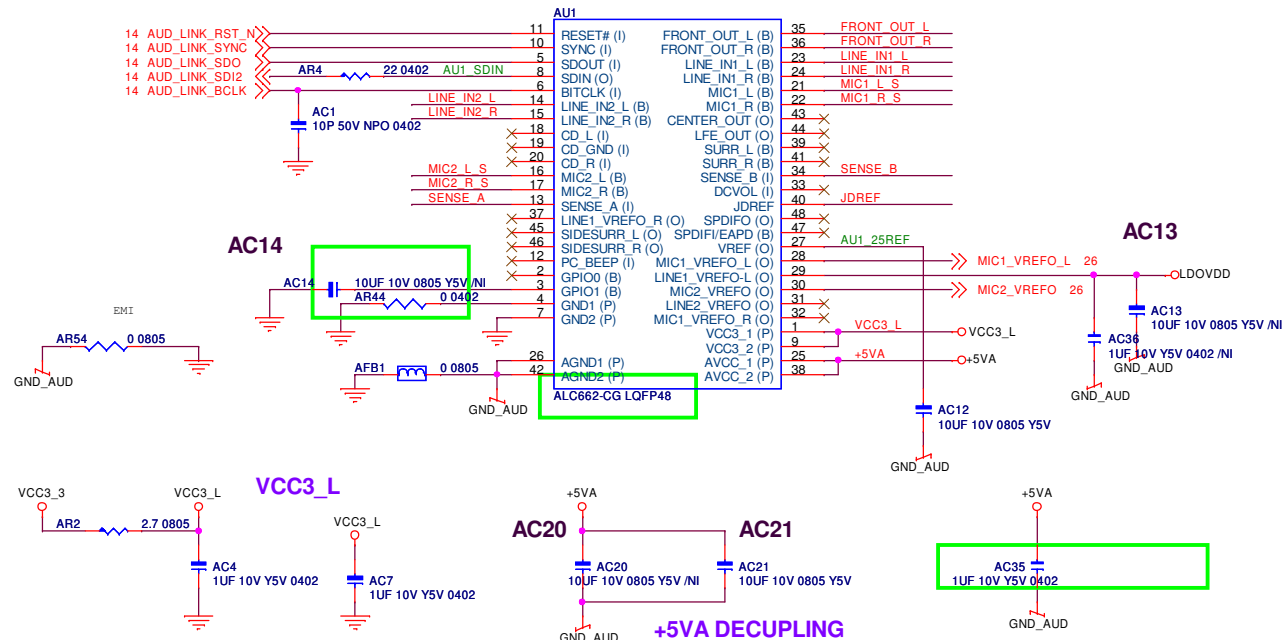 AU1
14 AUD_LINK_RST_N
14 AUD_LINK_SYNC
14 AUD_LINK_SDO
14 AUD_LINK_SDI2
14 AUD_LINK_BCLK
AR4
22 0402
AU1_SDIN
AC1
10P 50V NPO 0402
LINE_IN2_L
LINE_IN2_R
MIC2_L_S
MIC2_R_S
SENSE_A
11 RESET# (I)
10 SYNC (I)
5 SDOUT (I)
8 SDIN (O)
6 BITCLK (I)
14 LINE_IN2_L (B)
15 LINE_IN2_R (B)
18 CD_L (I)
19 CD_GND (I)
20 CD_R (I)
16 MIC2_L (B)
17 MIC2_R (B)
13 SENSE_A (I)
37 LINE1_VREFO_R (O)
45 SIDESURR_L (O)
46 SIDESURR_R (O)
12 PC_BEEP (I)
2 GPIO0 (B)
3 GPIO1 (B)
4 GND1 (P)
7 GND2 (P)
26 AGND1 (P)
42 AGND2 (P)
ALC662-CG LQFP48
FRONT_OUT_L (B) 35 FRONT_OUT_L
FRONT_OUT_R (B) 36 FRONT_OUT_R
LINE_IN1_L (B) 23 LINE_IN1_L
LINE_IN1_R (B) 24 LINE_IN1_R
MIC1_L (B) 21 MIC1_L_S
MIC1_R (B) 22 MIC1_R_S
CENTER_OUT (O) 43
LFE_OUT (O) 44
SURR_L (B) 39
SURR_R (B) 41
SENSE_B (I) 34 SENSE_B
DCVOL (I) 33
JDREF 40 JDREF
SPDIFO (O) 48
SPDIFI/EAPD (B) 47
VREF (O) 27 AU1_25REF
MIC1_VREFO_L (O) 28 MIC1_VREFO_L 26
LINE1_VREFO-L (O) 29 LDOVDD
MIC2_VREFO (O) 30 MIC2_VREFO 26
LINE2_VREFO (O) 31
MIC1_VREFO_R (O) 32
VCC3_1 (P) 1 VCC3_L VCC3_L
VCC3_2 (P) 9
AVCC_1 (P) 25 +5VA +5VA
AVCC_2 (P) 38
AC14
AC14 10UF 10V 0805 Y5V /NI
AR44 0 0402
EMI
AR54 0 0805
GND_AUD
AFB1 0 0805
GND_AUD
AC13
AC13
10UF 10V 0805 Y5V /NI
GND_AUD
AC36
1UF 10V Y5V 0402 /NI
GND_AUD
AC12
10UF 10V 0805 Y5V
GND_AUD
VCC3_L
VCC3_3
VCC3_L
AR2 2.7 0805
AC4
1UF 10V Y5V 0402
VCC3_L
AC7
1UF 10V Y5V 0402
+5VA
AC20
AC21
AC20
10UF 10V 0805 Y5V /NI
AC21
10UF 10V 0805 Y5V
GND_AUD
+5VA DECUPLING
+5VA
AC35
1UF 10V Y5V 0402
GND_AUD